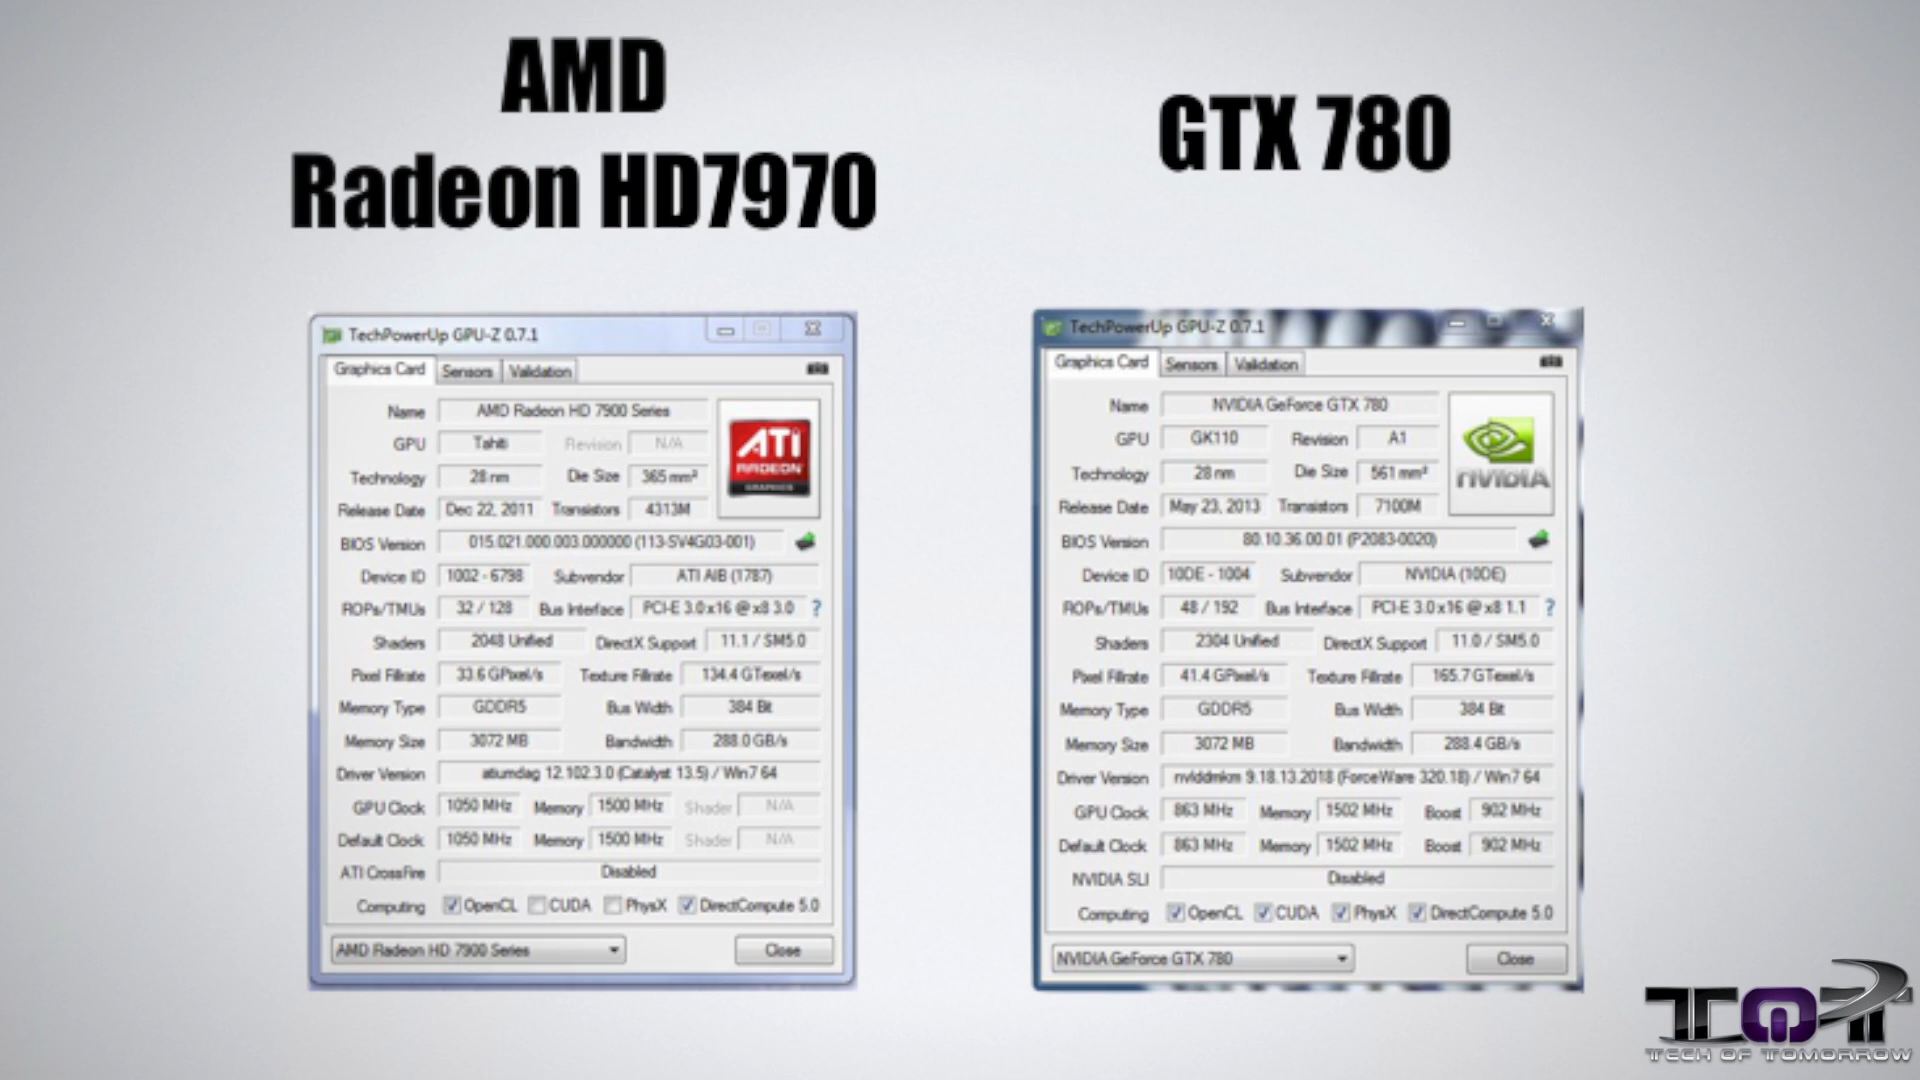 AMD
Radeon HD7970
TechPowerUp GPU-Z 0.7.1
Graphics Card Sensors Validation
Name AMD Radeon HD 7900 Series
GPU Tahiti Revision N/A
ATI
RADEON
GRAPHICS
Technology 28 nm Die Size 365 mm²
Release Date Dec 22, 2011 Transistors 4313M
BIOS Version 015.021.000.003.000000 (113-SV4G03-001)
Device ID 1002 - 6798 Subvendor ATI AIB (1787)
ROPs/TMUs 32 / 128 Bus Interface PCI-E 3.0 x16 @ x8 3.0 ?
Shaders 2048 Unified DirectX Support 11.1 / SM5.0
Pixel Fillrate 33.6 GPixel/s Texture Fillrate 134.4 GTexel/s
Memory Type GDDR5 Bus Width 384 Bit
Memory Size 3072 MB Bandwidth 288.0 GB/s
Driver Version atiumdag 12.102.3.0 (Catalyst 13.5) / Win7 64
GPU Clock 1050 MHz Memory 1500 MHz Shader N/A
Default Clock 1050 MHz Memory 1500 MHz Shader N/A
ATI CrossFire Disabled
Computing OpenCL CUDA PhysX DirectCompute 5.0
AMD Radeon HD 7900 Series Close
GTX 780
TechPowerUp GPU-Z 0.7.1
Graphics Card Sensors Validation
Name NVIDIA GeForce GTX 780
GPU GK110 Revision A1
NVIDIA
Technology 28 nm Die Size 561 mm²
Release Date May 23, 2013 Transistors 7100M
BIOS Version 80.10.36.00.01 (P2083-0020)
Device ID 10DE - 1004 Subvendor NVIDIA (10DE)
ROPs/TMUs 48 / 192 Bus Interface PCI-E 3.0 x16 @ x8 1.1 ?
Shaders 2304 Unified DirectX Support 11.0 / SM5.0
Pixel Fillrate 41.4 GPixel/s Texture Fillrate 165.7 GTexel/s
Memory Type GDDR5 Bus Width 384 Bit
Memory Size 3072 MB Bandwidth 288.4 GB/s
Driver Version nvlddmkm 9.18.13.2018 (ForceWare 320.18) / Win7 64
GPU Clock 863 MHz Memory 1502 MHz Boost 902 MHz
Default Clock 863 MHz Memory 1502 MHz Boost 902 MHz
NVIDIA SLI Disabled
Computing OpenCL CUDA PhysX DirectCompute 5.0
NVIDIA GeForce GTX 780 Close
TOT
TECH OF TOMORROW